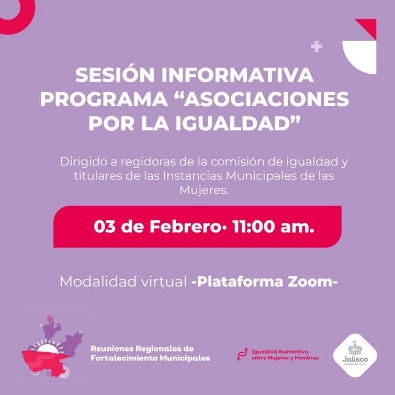 SESIÓN INFORMATIVA
PROGRAMA “ASOCIACIONES
POR LA IGUALDAD”
Dirigido a regidoras de la comisión de igualdad y
titulares de las Instancias Municipales de las
Mujeres.
03 de Febrero· 11:00 am.
Modalidad virtual -Plataforma Zoom-
Reuniones Regionales de
Fortalecimiento Municipales
Igualdad Sustantiva
entre Mujeres y Hombres
Jalisco